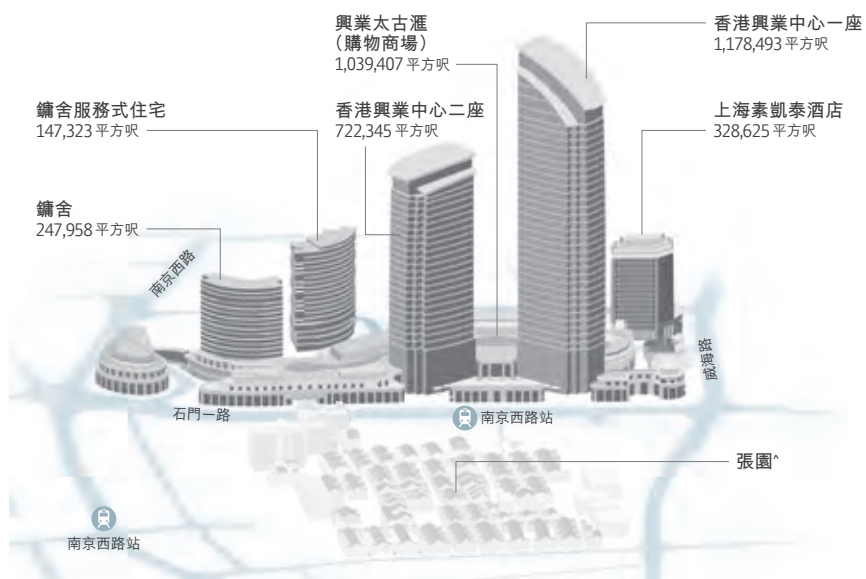 興業太古滙
（購物商場）
1,039,407 平方呎
香港興業中心一座
1,178,493 平方呎
鏞舍服務式住宅
147,323 平方呎
香港興業中心二座
722,345 平方呎
上海素凱泰酒店
328,625 平方呎
鏞舍
247,958 平方呎
南京西路
威海路
石門一路
南京西路站
張園^
南京西路站